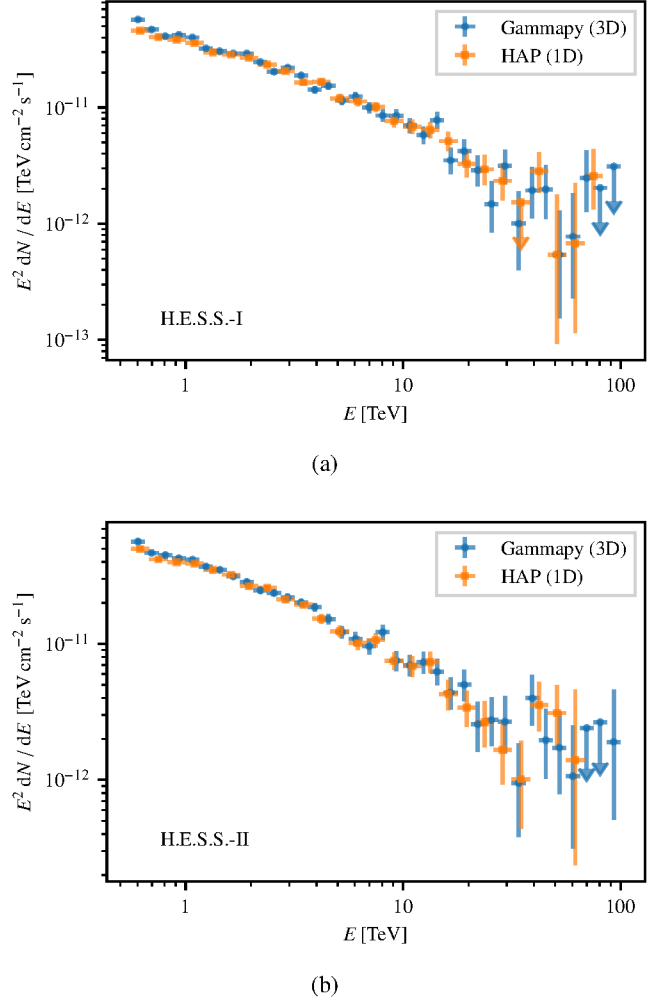 Gammapy (3D)
HAP (1D)
10⁻¹¹
10⁻¹²
10⁻¹³
E² dN / dE [TeV cm⁻² s⁻¹]
H.E.S.S.-I
1
10
100
E [TeV]
(a)
Gammapy (3D)
HAP (1D)
10⁻¹¹
10⁻¹²
E² dN / dE [TeV cm⁻² s⁻¹]
H.E.S.S.-II
1
10
100
E [TeV]
(b)